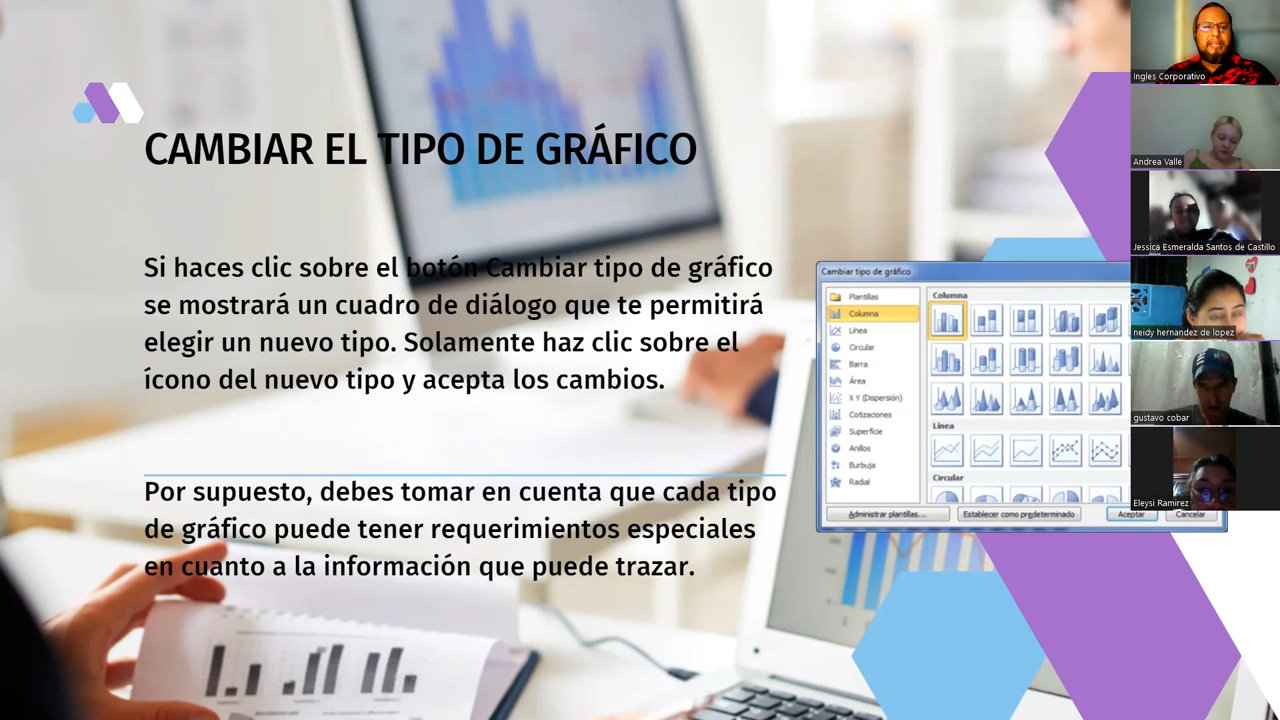 CAMBIAR EL TIPO DE GRÁFICO
Si haces clic sobre el botón Cambiar tipo de gráfico
se mostrará un cuadro de diálogo que te permitirá
elegir un nuevo tipo. Solamente haz clic sobre el
ícono del nuevo tipo y acepta los cambios.
Por supuesto, debes tomar en cuenta que cada tipo
de gráfico puede tener requerimientos especiales
en cuanto a la información que puede trazar.
Cambiar tipo de gráfico
Plantillas
Columna
Línea
Circular
Barra
Área
X Y (Dispersión)
Cotizaciones
Superficie
Anillos
Burbuja
Radial
Columna
Línea
Circular
Administrar plantillas...
Establecer como predeterminado
Aceptar
Cancelar
Ingles Corporativo
Andrea Valle
Jessica Esmeralda Santos de Castillo
neidy hernandez de lopez
gustavo cobar
Eleysi Ramirez